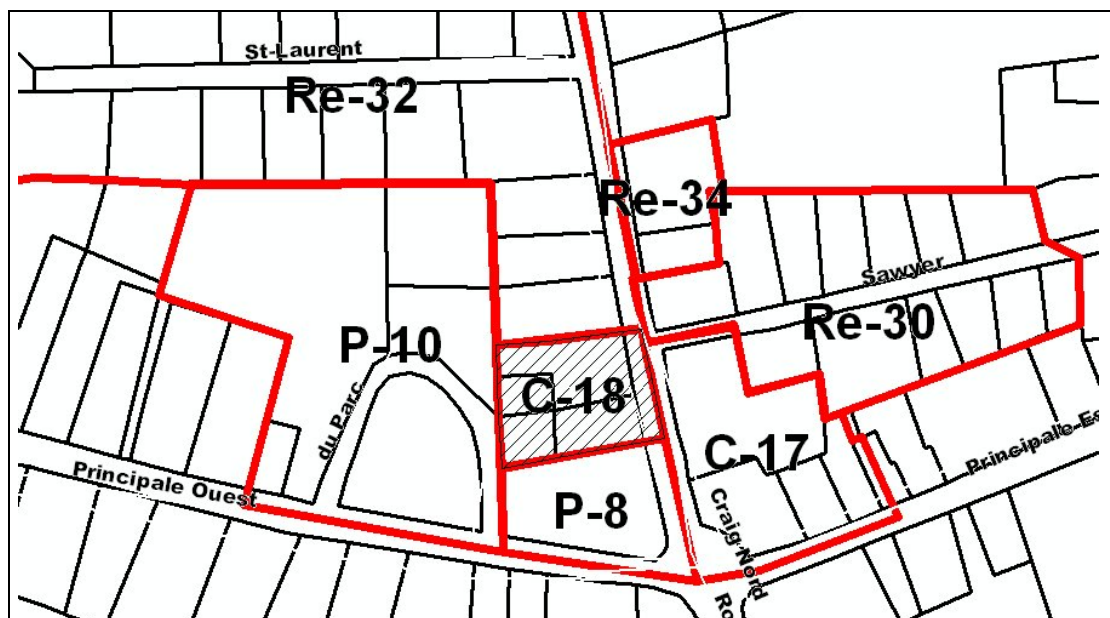 St-Laurent
Re-32
Re-34
Sawyer
Re-30
P-10
C-18
du Parc
C-17
Principale-Es
Principale Ouest
P-8
Craig-Nord
Ro